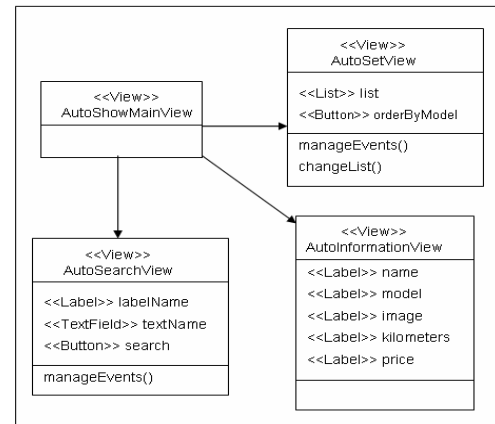 <<View>>
AutoShowMainView
<<View>>
AutoSetView
<<List>> list
<<Button>> orderByModel
manageEvents()
changeList()
<<View>>
AutoSearchView
<<Label>> labelName
<<TextField>> textName
<<Button>> search
manageEvents()
<<View>>
AutoInformationView
<<Label>> name
<<Label>> model
<<Label>> image
<<Label>> kilometers
<<Label>> price